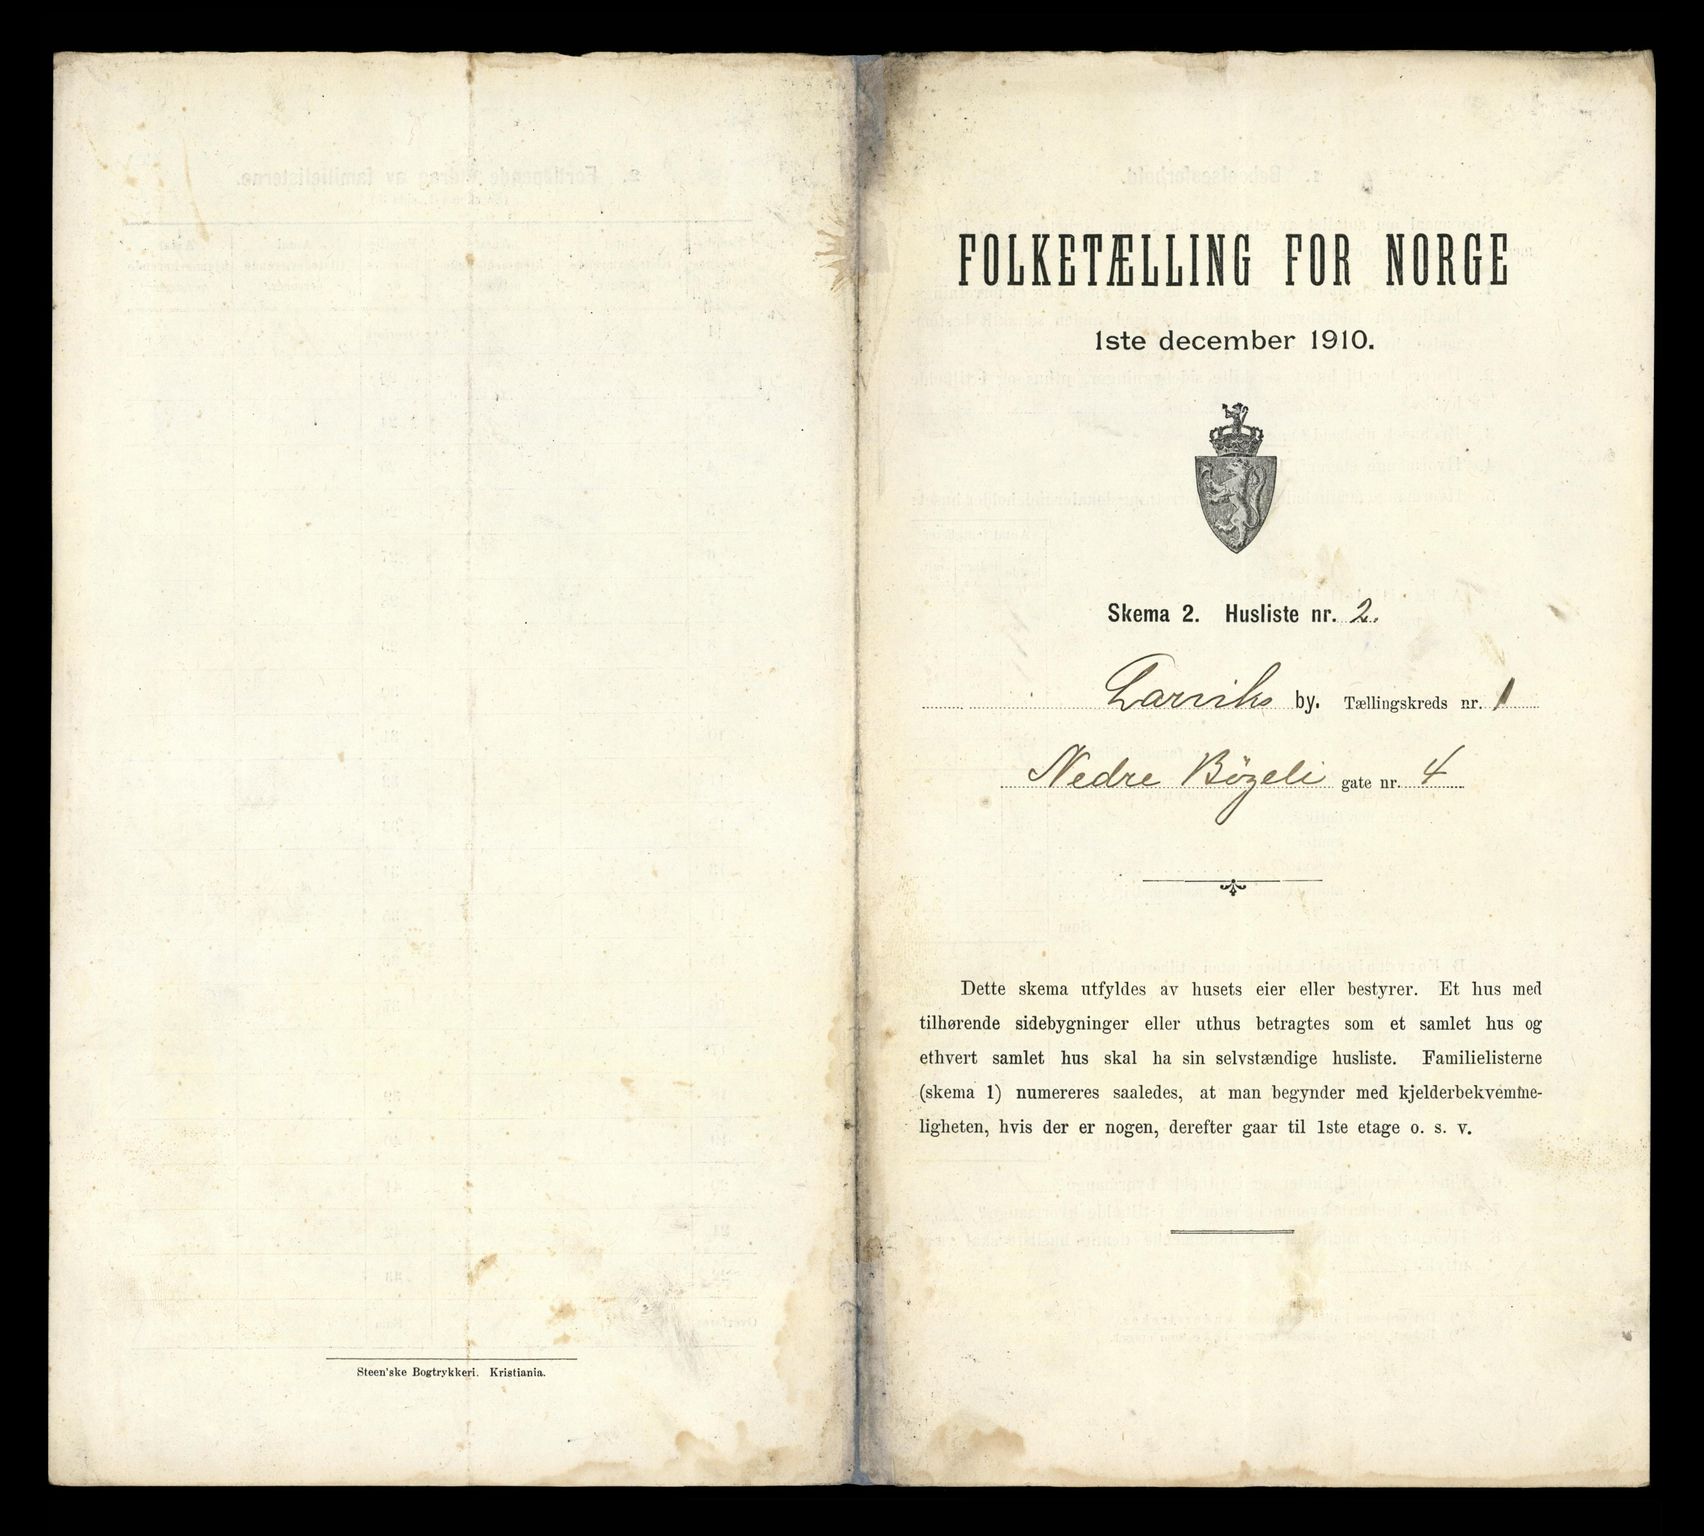 FOLKETÆLLING FOR NORGE
1ste december 1910.
Skema 2. Husliste nr. 2.
Larviks by. Tællingskreds nr. 1
Nedre Bøgeli gate nr. 4
Dette skema utfyldes av husets eier eller bestyrer. Et hus med
tilhørende sidebygninger eller uthus betragtes som et samlet hus og
ethvert samlet hus skal ha sin selvstændige husliste. Familielisterne
(skema 1) numereres saaledes, at man begynder med kjelderbekvemme-
ligheten, hvis der er nogen, derefter gaar til 1ste etage o. s. v.
Steen'ske Bogtrykkeri. Kristiania.